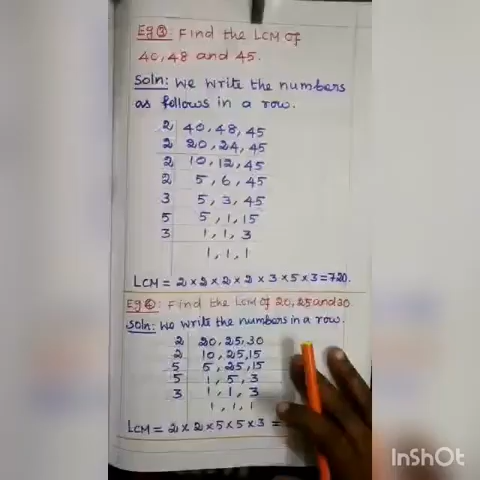 Eg ③: Find the LCM of
40, 48 and 45.
Soln: We write the numbers
as follows in a row.
2 | 40, 48, 45
2 | 20, 24, 45
2 | 10, 12, 45
2 | 5, 6, 45
3 | 5, 3, 45
5 | 5, 1, 15
3 | 1, 1, 3
1, 1, 1
LCM = 2 × 2 × 2 × 2 × 3 × 5 × 3 = 720.
Eg ④: Find the LCM of 20, 25 and 30.
Soln: We write the numbers in a row.
2 | 20, 25, 30
2 | 10, 25, 15
5 | 5, 25, 15
5 | 1, 5, 3
3 | 1, 1, 3
1, 1, 1
LCM = 2 × 2 × 5 × 5 × 3 =
InShOt